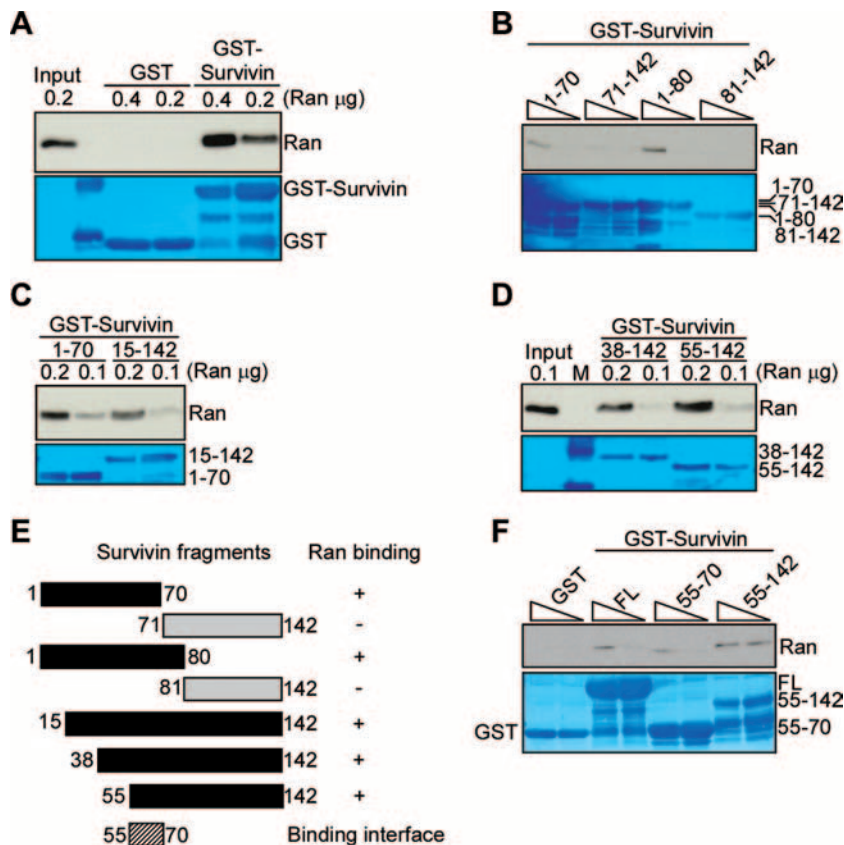 A
GST-
Survivin
Input GST
0.2 0.4 0.2 0.4 0.2 (Ran µg)
Ran
GST-Survivin
GST
B
GST-Survivin
1-70 71-142 1-80 81-142
Ran
1-70
71-142
1-80
81-142
C
GST-Survivin
1-70 15-142
0.2 0.1 0.2 0.1 (Ran µg)
Ran
15-142
1-70
D
GST-Survivin
Input 38-142 55-142
0.1 M 0.2 0.1 0.2 0.1 (Ran µg)
Ran
38-142
55-142
E
Survivin fragments Ran binding
1 70 +
71 142 -
1 80 +
81 142 -
15 142 +
38 142 +
55 142 +
55 70 Binding interface
F
GST-Survivin
GST FL 55-70 55-142
Ran
FL
55-142
GST 55-70